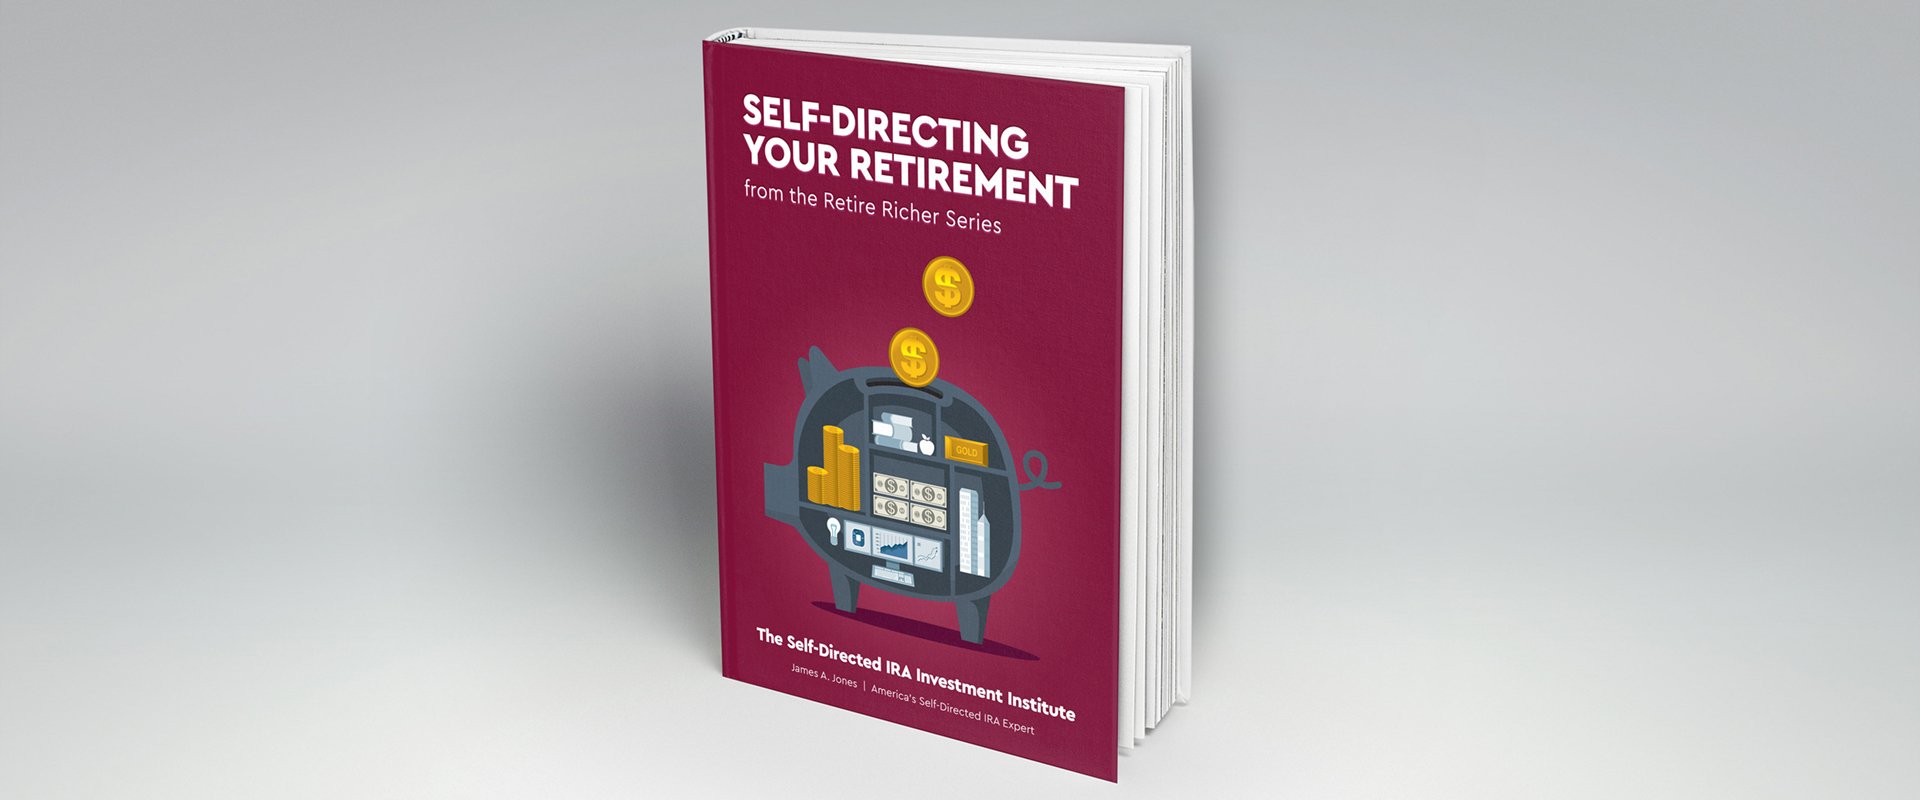 SELF-DIRECTING
YOUR RETIREMENT
from the Retire Richer Series
$
$
GOLD
$ $
$ $
The Self-Directed IRA Investment Institute
James A. Jones | America's Self-Directed IRA Expert